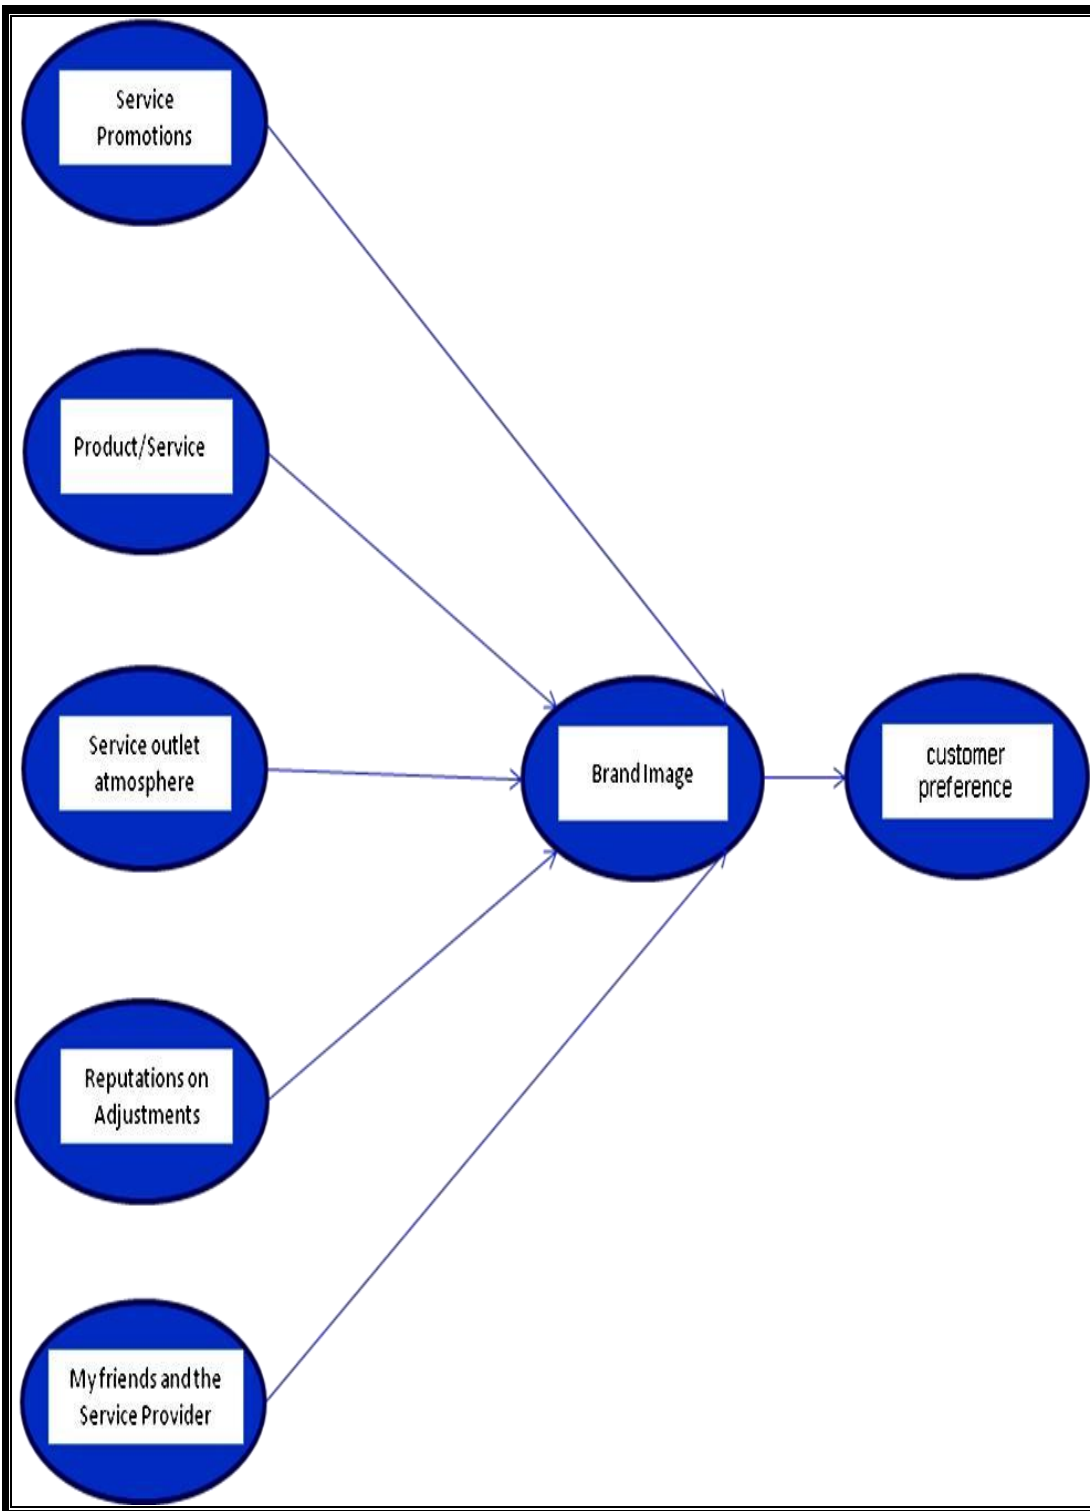 Service
Promotions
Product/Service
Service outlet
atmosphere
Brand Image
customer
preference
Reputations on
Adjustments
My friends and the
Service Provider